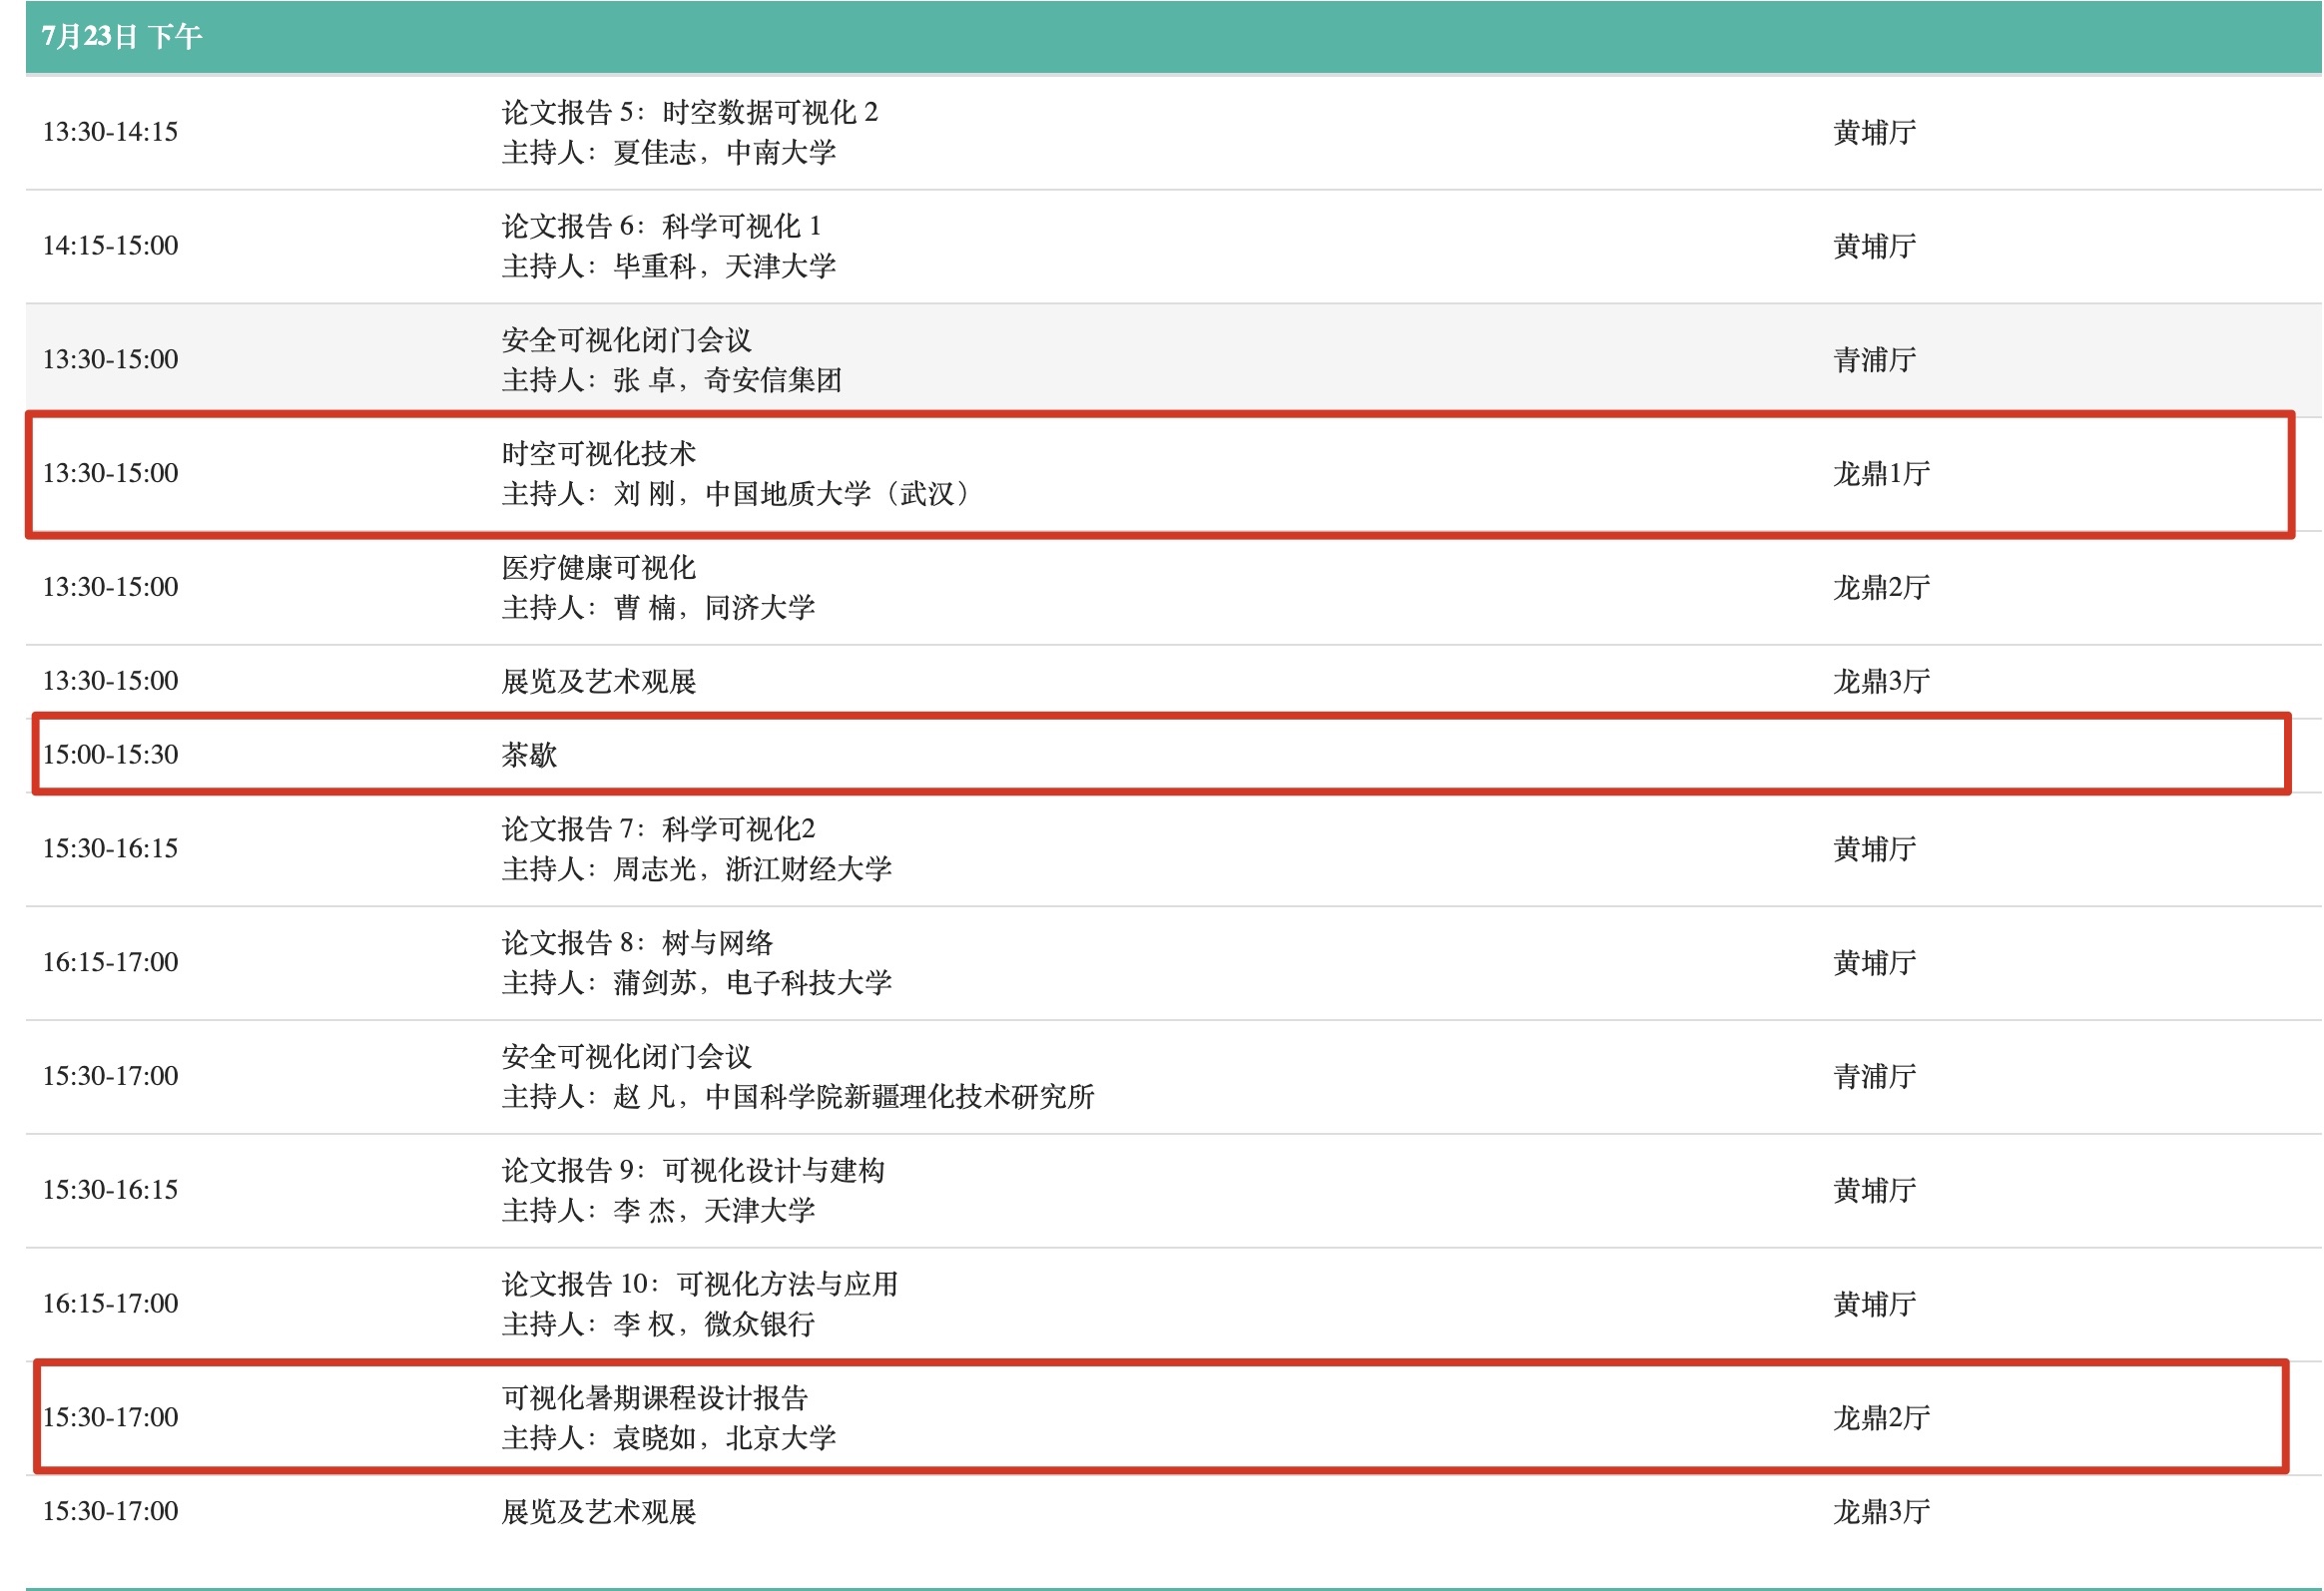 7月23日 下午
13:30-14:15
论文报告 5：时空数据可视化 2
主持人：夏佳志，中南大学
黄埔厅
14:15-15:00
论文报告 6：科学可视化 1
主持人：毕重科，天津大学
黄埔厅
13:30-15:00
安全可视化闭门会议
主持人：张 卓，奇安信集团
青浦厅
13:30-15:00
时空可视化技术
主持人：刘 刚，中国地质大学（武汉）
龙鼎1厅
13:30-15:00
医疗健康可视化
主持人：曹 楠，同济大学
龙鼎2厅
13:30-15:00
展览及艺术观展
龙鼎3厅
15:00-15:30
茶歇
15:30-16:15
论文报告 7：科学可视化2
主持人：周志光，浙江财经大学
黄埔厅
16:15-17:00
论文报告 8：树与网络
主持人：蒲剑苏，电子科技大学
黄埔厅
15:30-17:00
安全可视化闭门会议
主持人：赵 凡，中国科学院新疆理化技术研究所
青浦厅
15:30-16:15
论文报告 9：可视化设计与建构
主持人：李 杰，天津大学
黄埔厅
16:15-17:00
论文报告 10：可视化方法与应用
主持人：李 权，微众银行
黄埔厅
15:30-17:00
可视化暑期课程设计报告
主持人：袁晓如，北京大学
龙鼎2厅
15:30-17:00
展览及艺术观展
龙鼎3厅